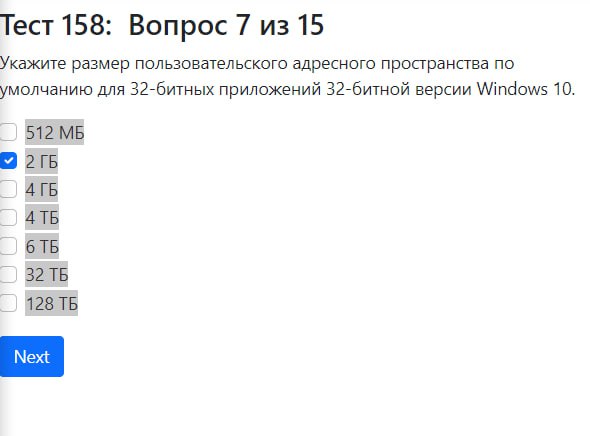 Тест 158: Вопрос 7 из 15
Укажите размер пользовательского адресного пространства по
умолчанию для 32-битных приложений 32-битной версии Windows 10.
512 МБ
2 ГБ
4 ГБ
4 ТБ
6 ТБ
32 ТБ
128 ТБ
Next